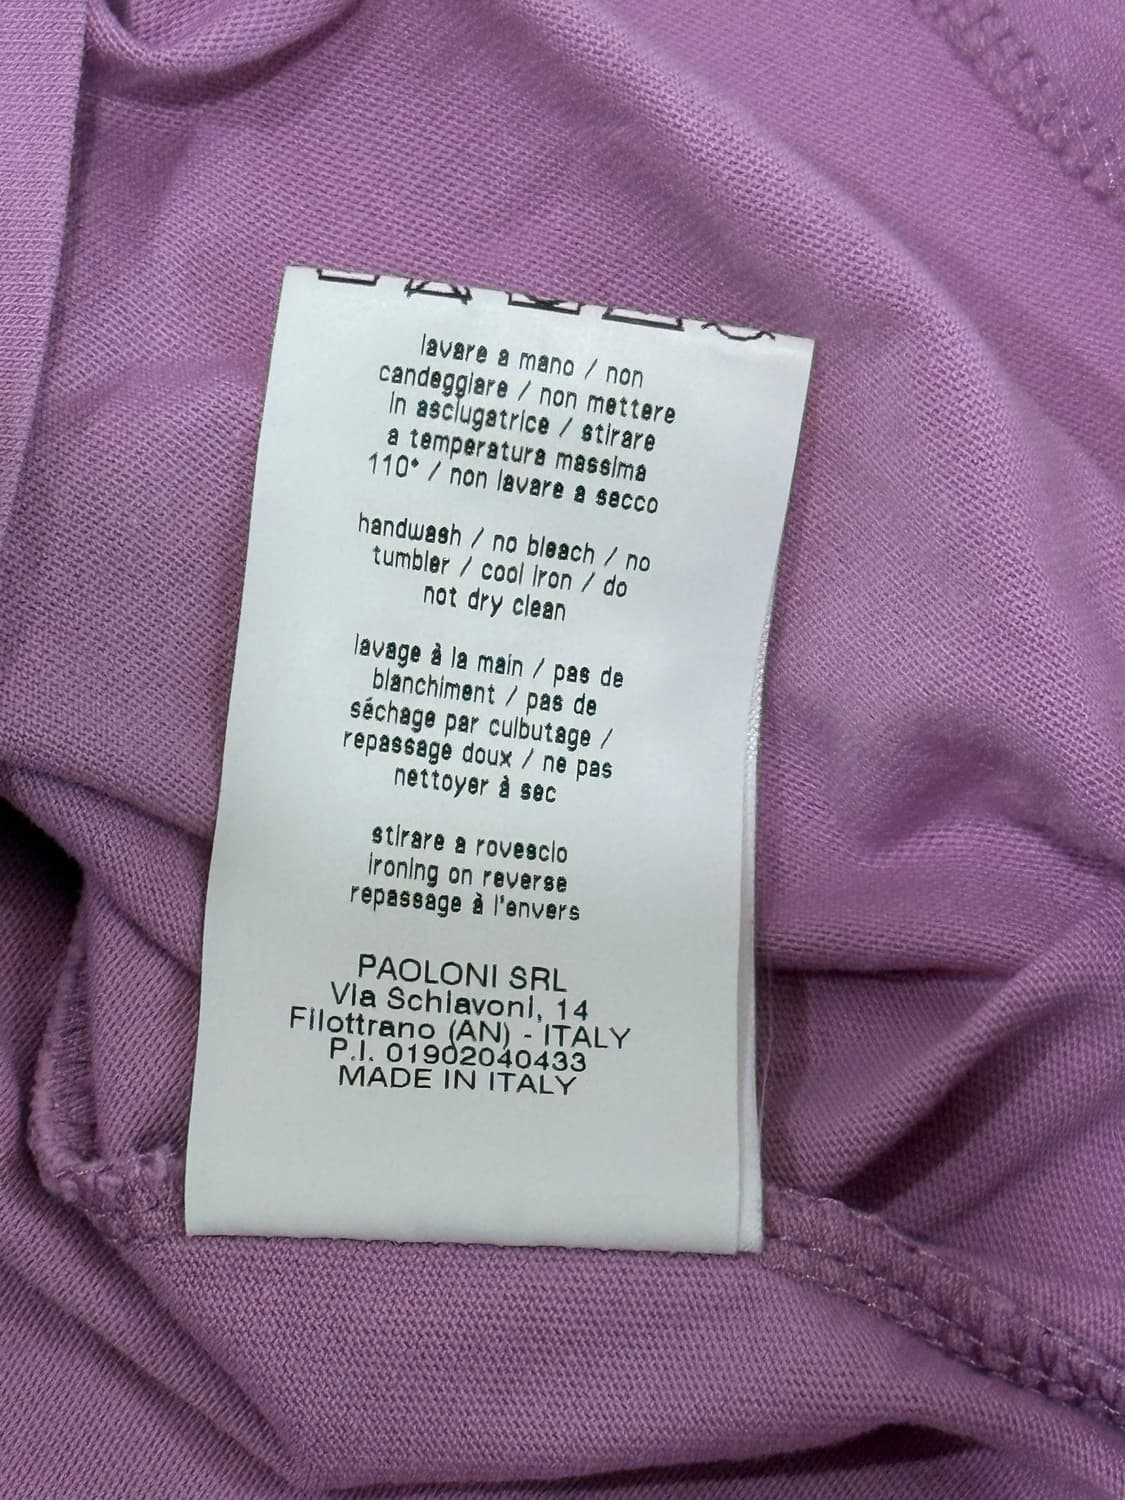 lavare a mano / non
candeggiare / non mettere
in asciugatrice / stirare
a temperatura massima
110° / non lavare a secco
handwash / no bleach / no
tumbler / cool iron / do
not dry clean
lavage à la main / pas de
blanchiment / pas de
séchage par culbutage /
repassage doux / ne pas
nettoyer à sec
stirare a rovescio
ironing on reverse
repassage à l'envers
PAOLONI SRL
Via Schiavoni, 14
Filottrano (AN) - ITALY
P.I. 01902040433
MADE IN ITALY